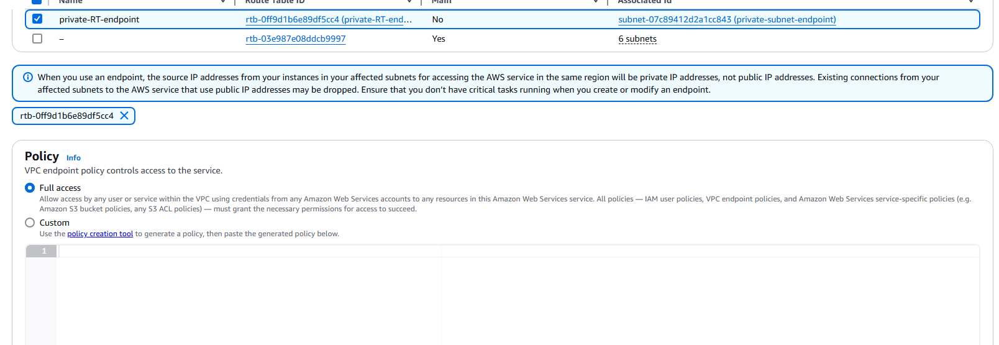 Name Route Table ID Main Associated Id
private-RT-endpoint rtb-0ff9d1b6e89df5cc4 (private-RT-end... No subnet-07c89412d2a1cc843 (private-subnet-endpoint)
– rtb-03e987e08ddcb9997 Yes 6 subnets
When you use an endpoint, the source IP addresses from your instances in your affected subnets for accessing the AWS service in the same region will be private IP addresses, not public IP addresses. Existing connections from your
affected subnets to the AWS service that use public IP addresses may be dropped. Ensure that you don't have critical tasks running when you create or modify an endpoint.
rtb-0ff9d1b6e89df5cc4
Policy Info
VPC endpoint policy controls access to the service.
Full access
Allow access by any user or service within the VPC using credentials from any Amazon Web Services accounts to any resources in this Amazon Web Services service. All policies — IAM user policies, VPC endpoint policies, and Amazon Web Services service-specific policies (e.g.
Amazon S3 bucket policies, any S3 ACL policies) — must grant the necessary permissions for access to succeed.
Custom
Use the policy creation tool to generate a policy, then paste the generated policy below.
1